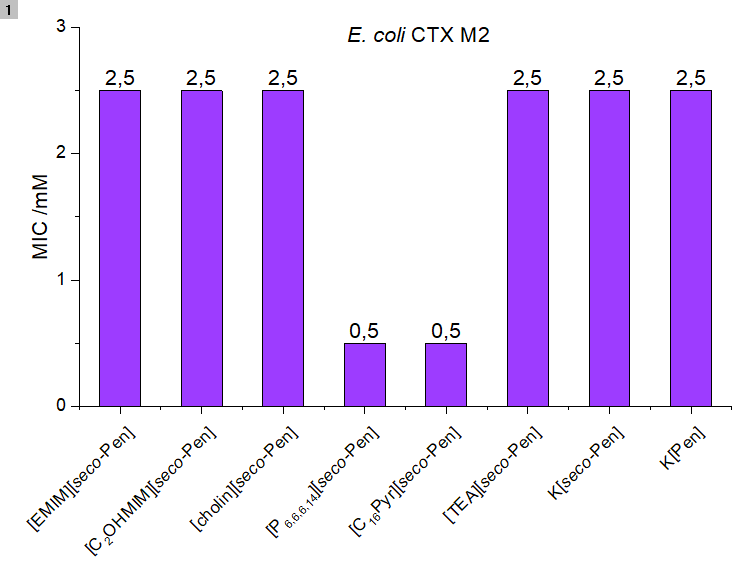 1
E. coli CTX M2
3
2
1
0
MIC /mM
2,5
2,5
2,5
0,5
0,5
2,5
2,5
2,5
[EMIM][seco-Pen]
[C2OHMIM][seco-Pen]
[cholin][seco-Pen]
[P6,6,6,14][seco-Pen]
[C16Pyr][seco-Pen]
[TEA][seco-Pen]
K[seco-Pen]
K[Pen]